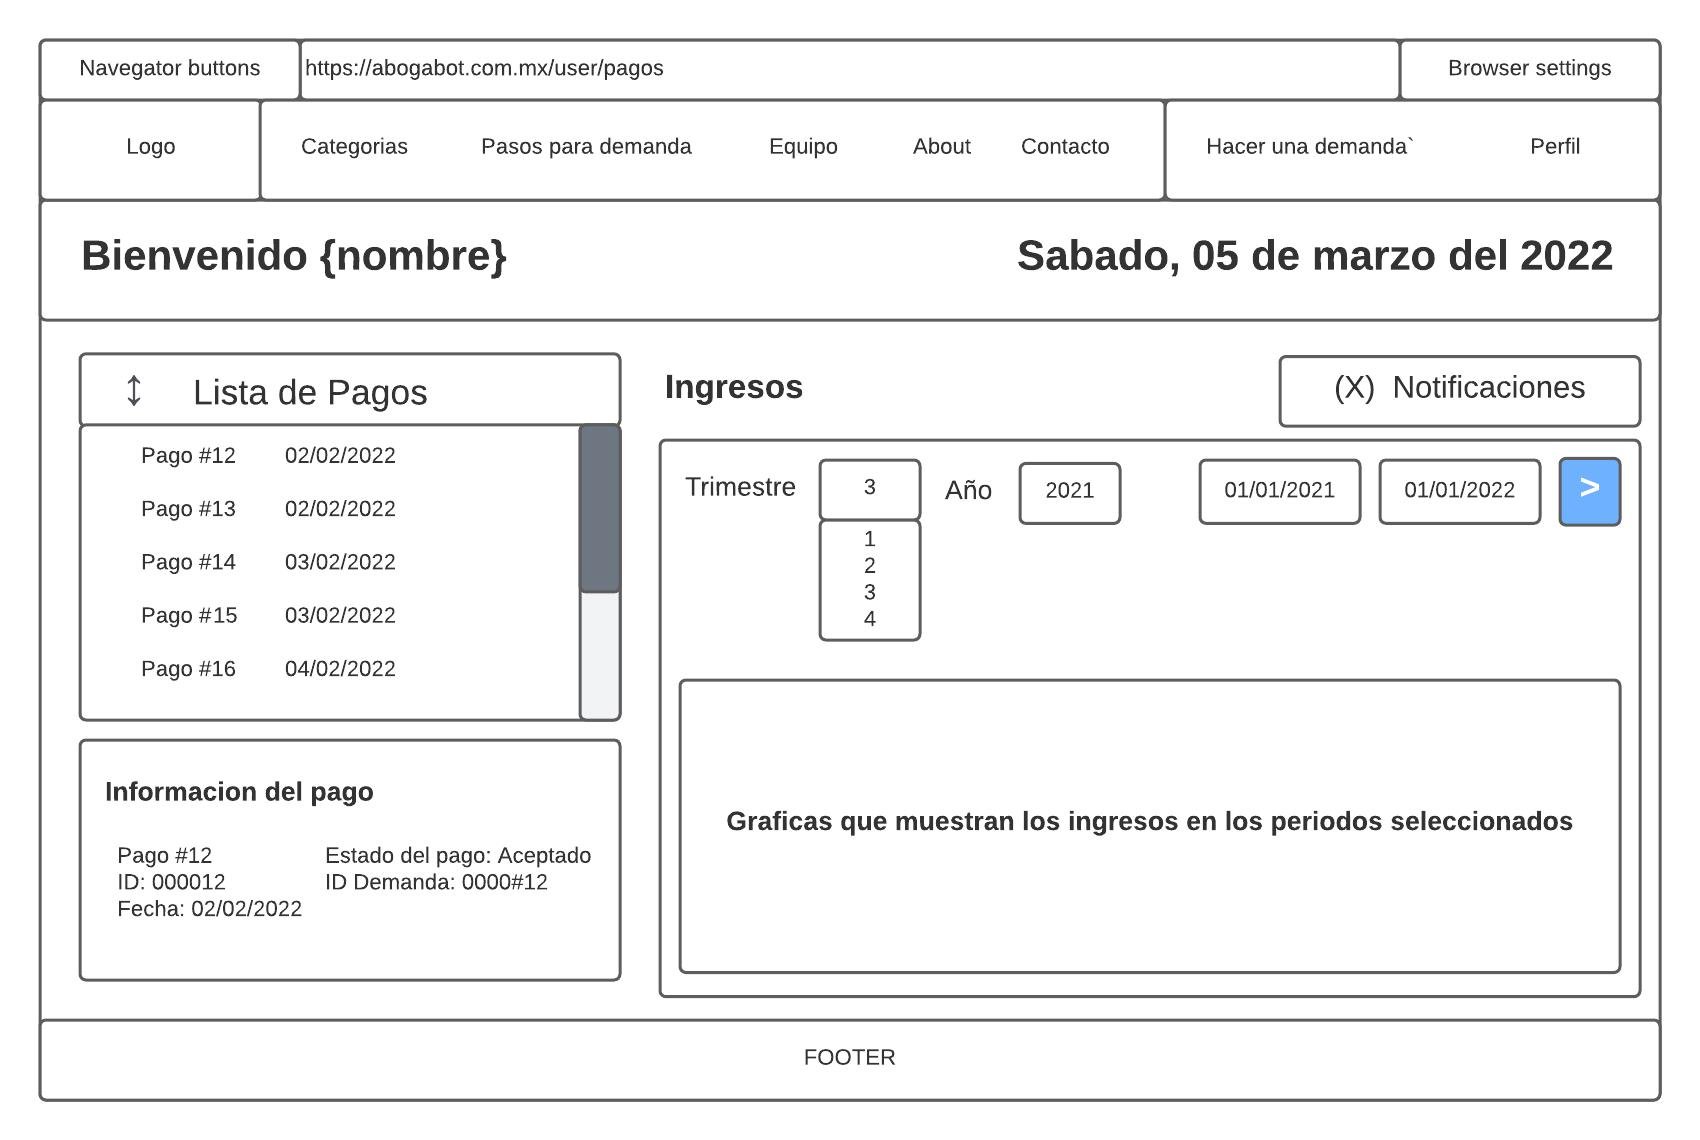 Navegator buttons
https://abogabot.com.mx/user/pagos
Browser settings
Logo
Categorias
Pasos para demanda
Equipo
About
Contacto
Hacer una demanda`
Perfil
Bienvenido {nombre}
Sabado, 05 de marzo del 2022
↕ Lista de Pagos
Pago #12 02/02/2022
Pago #13 02/02/2022
Pago #14 03/02/2022
Pago #15 03/02/2022
Pago #16 04/02/2022
Informacion del pago
Pago #12
ID: 000012
Fecha: 02/02/2022
Estado del pago: Aceptado
ID Demanda: 0000#12
Ingresos
(X) Notificaciones
Trimestre
3
1
2
3
4
Año
2021
01/01/2021
01/01/2022
>
Graficas que muestran los ingresos en los periodos seleccionados
FOOTER